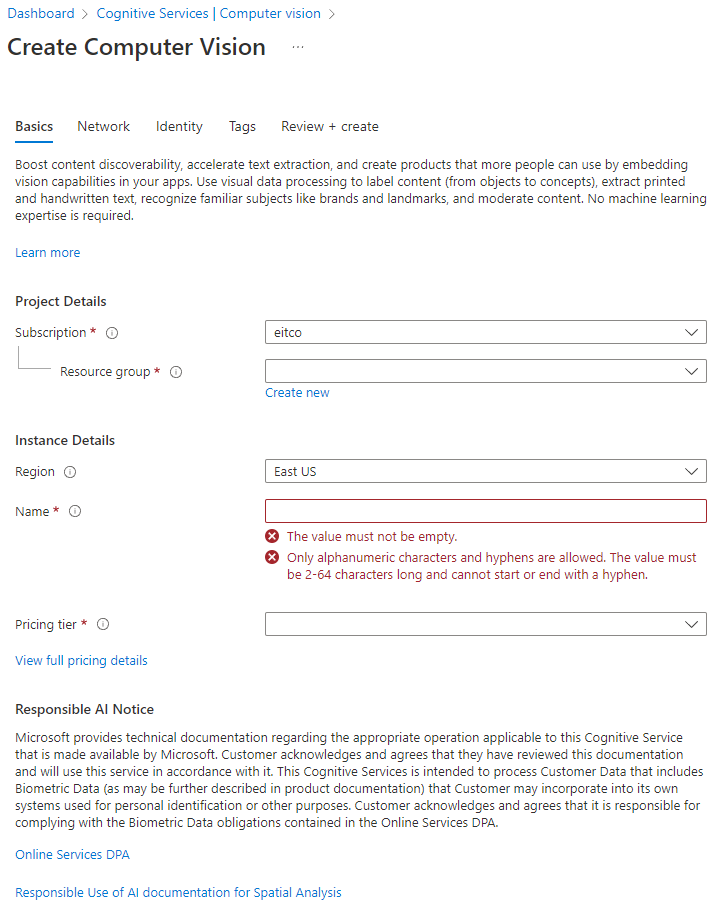 Dashboard > Cognitive Services | Computer vision >
Create Computer Vision ...
Basics Network Identity Tags Review + create
Boost content discoverability, accelerate text extraction, and create products that more people can use by embedding
vision capabilities in your apps. Use visual data processing to label content (from objects to concepts), extract printed
and handwritten text, recognize familiar subjects like brands and landmarks, and moderate content. No machine learning
expertise is required.
Learn more
Project Details
Subscription * eitco
Resource group *
Create new
Instance Details
Region East US
Name *
The value must not be empty.
Only alphanumeric characters and hyphens are allowed. The value must
be 2-64 characters long and cannot start or end with a hyphen.
Pricing tier *
View full pricing details
Responsible AI Notice
Microsoft provides technical documentation regarding the appropriate operation applicable to this Cognitive Service
that is made available by Microsoft. Customer acknowledges and agrees that they have reviewed this documentation
and will use this service in accordance with it. This Cognitive Services is intended to process Customer Data that includes
Biometric Data (as may be further described in product documentation) that Customer may incorporate into its own
systems used for personal identification or other purposes. Customer acknowledges and agrees that it is responsible for
complying with the Biometric Data obligations contained in the Online Services DPA.
Online Services DPA
Responsible Use of AI documentation for Spatial Analysis